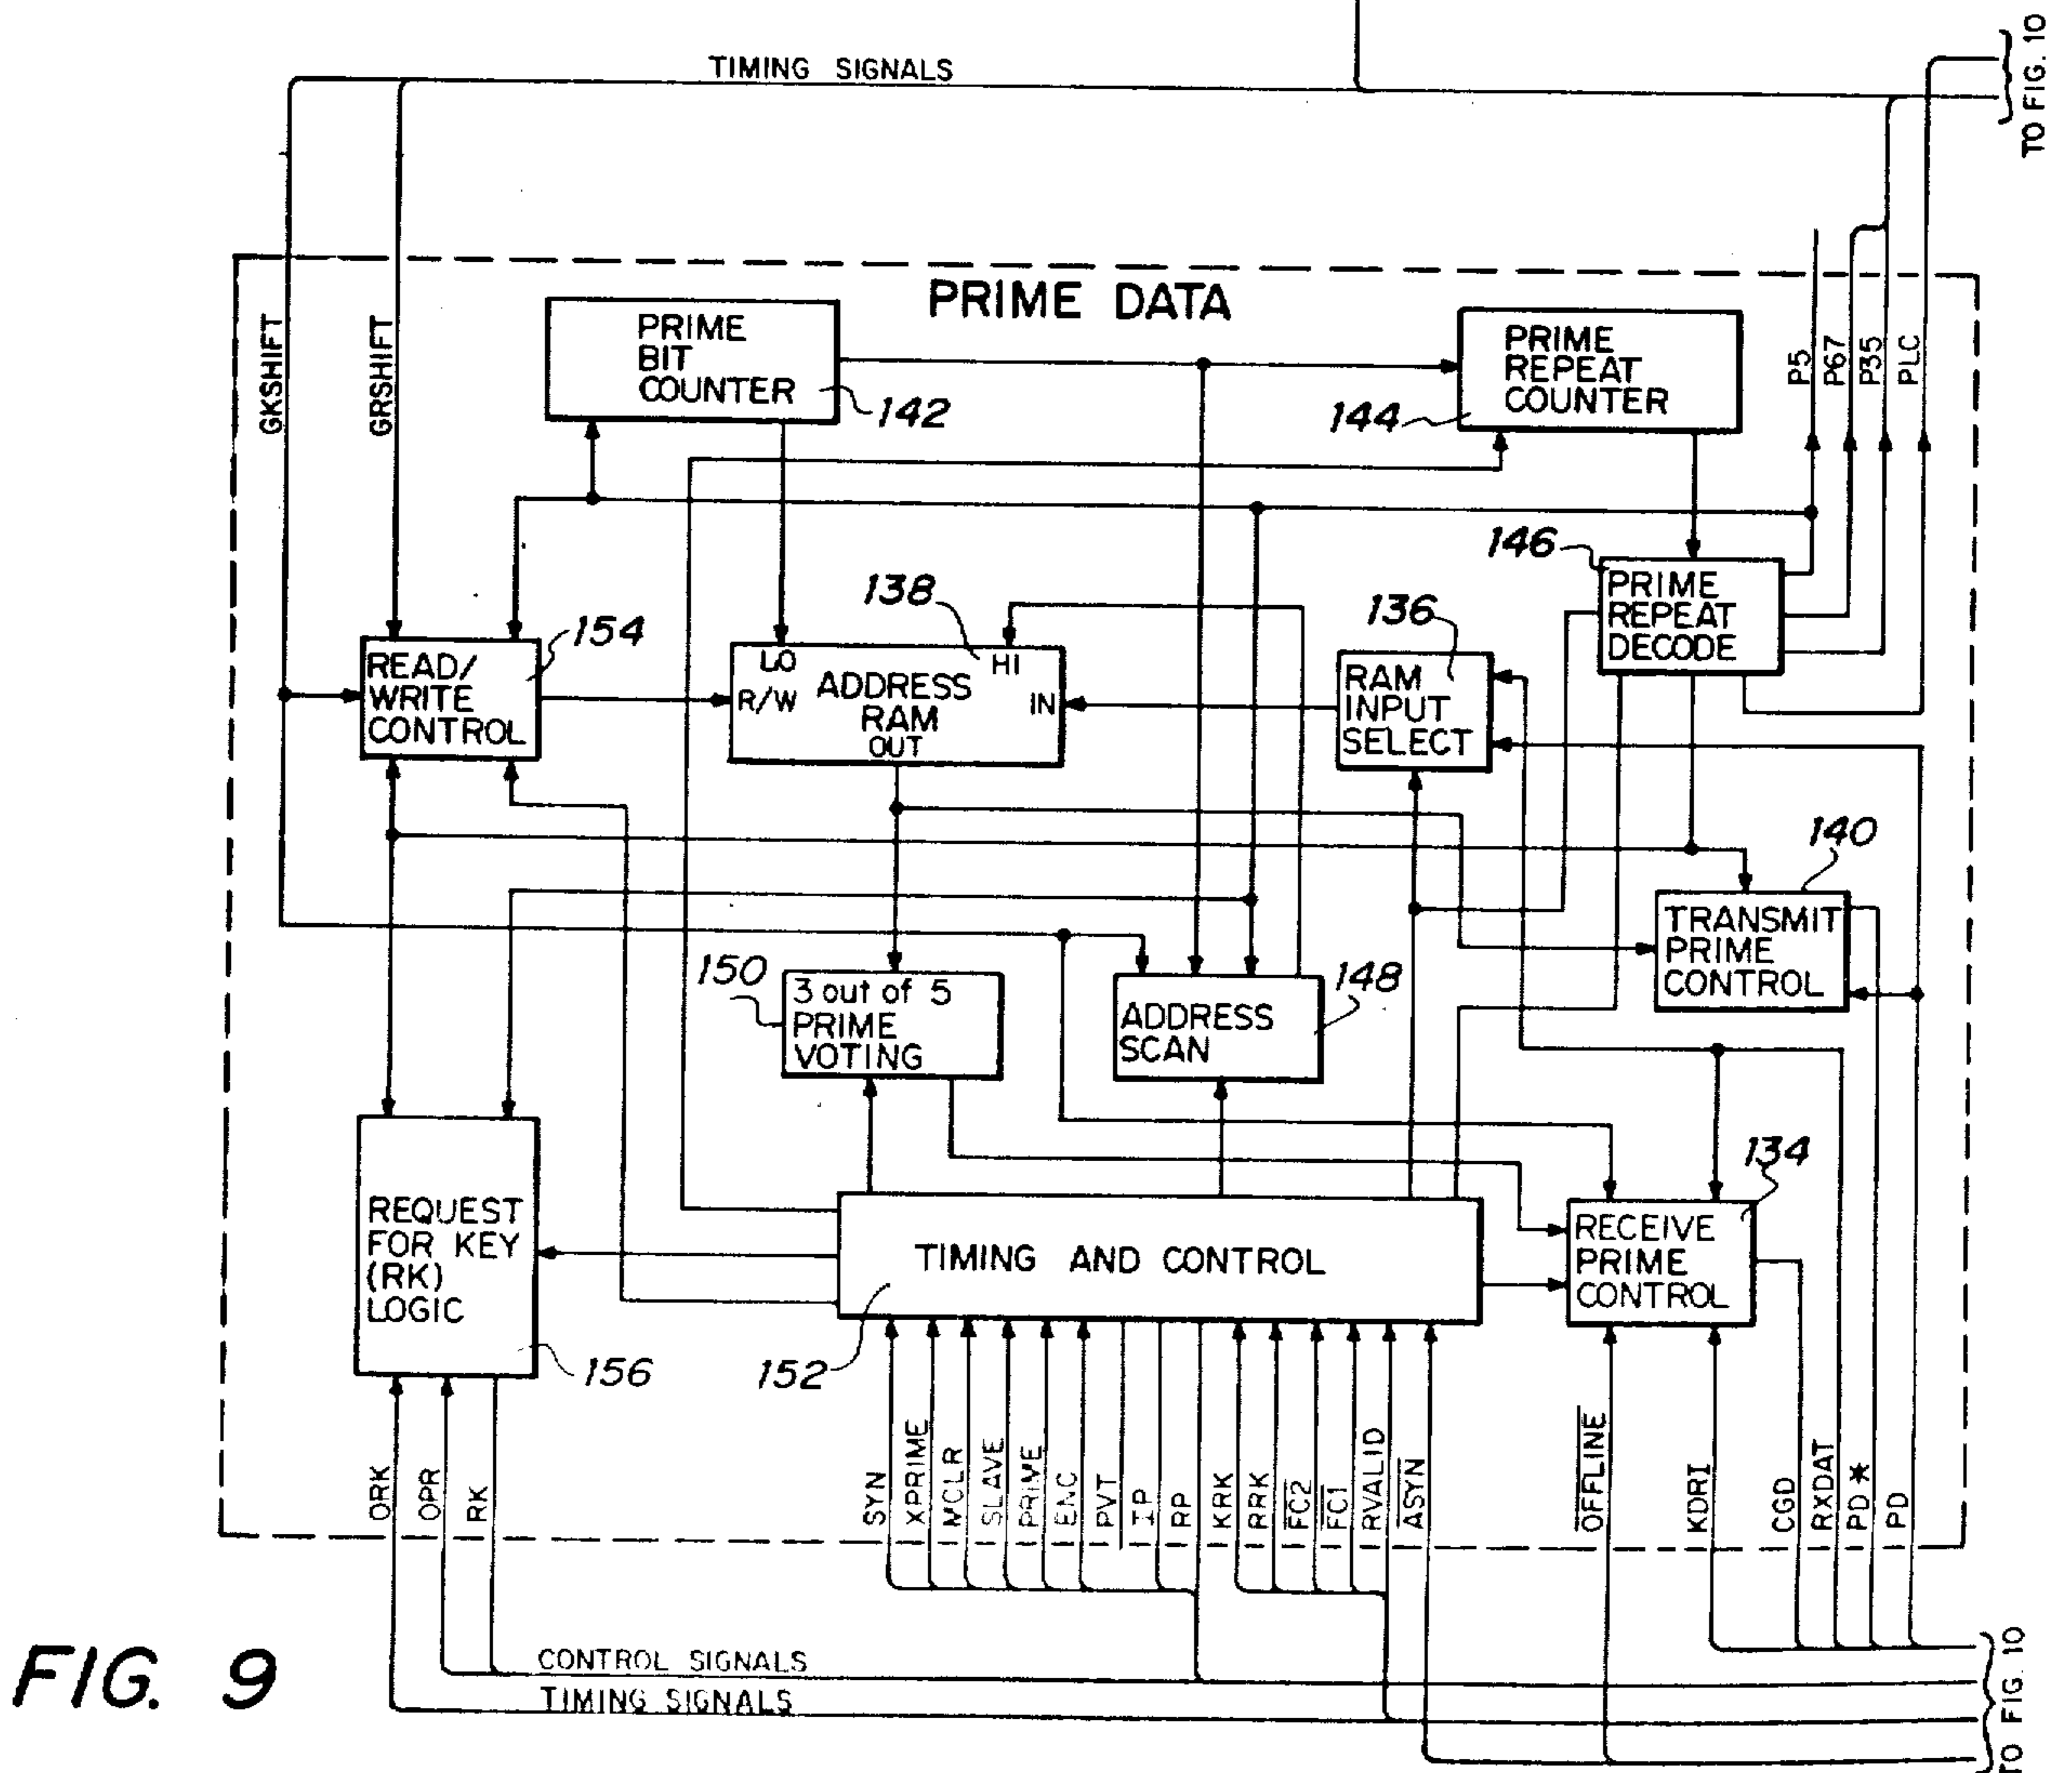 TO FIG. 10
TIMING SIGNALS
PRIME DATA
GKSHIFT
GRSHIFT
PRIME
BIT
COUNTER
142
PRIME
REPEAT
COUNTER
144
P5
P67
P35
PLC
146
PRIME
REPEAT
DECODE
138
136
154
READ/
WRITE
CONTROL
LO
HI
R/W
ADDRESS
RAM
IN
OUT
RAM
INPUT
SELECT
140
TRANSMIT
PRIME
CONTROL
150
3 out of 5
PRIME
VOTING
148
ADDRESS
SCAN
134
RECEIVE
PRIME
CONTROL
REQUEST
FOR KEY
(RK)
LOGIC
156
TIMING AND CONTROL
152
ORK
OPR
RK
SYN
XPRIME
MCLR
SLAVE
PRIME
ENC
PVT
IP
RP
KRK
RRK
FC2
FC1
RVALID
ASYN
OFFLINE
KDRI
CGD
RXDAT
PD*
PD
CONTROL SIGNALS
TIMING SIGNALS
TO FIG. 10
FIG. 9